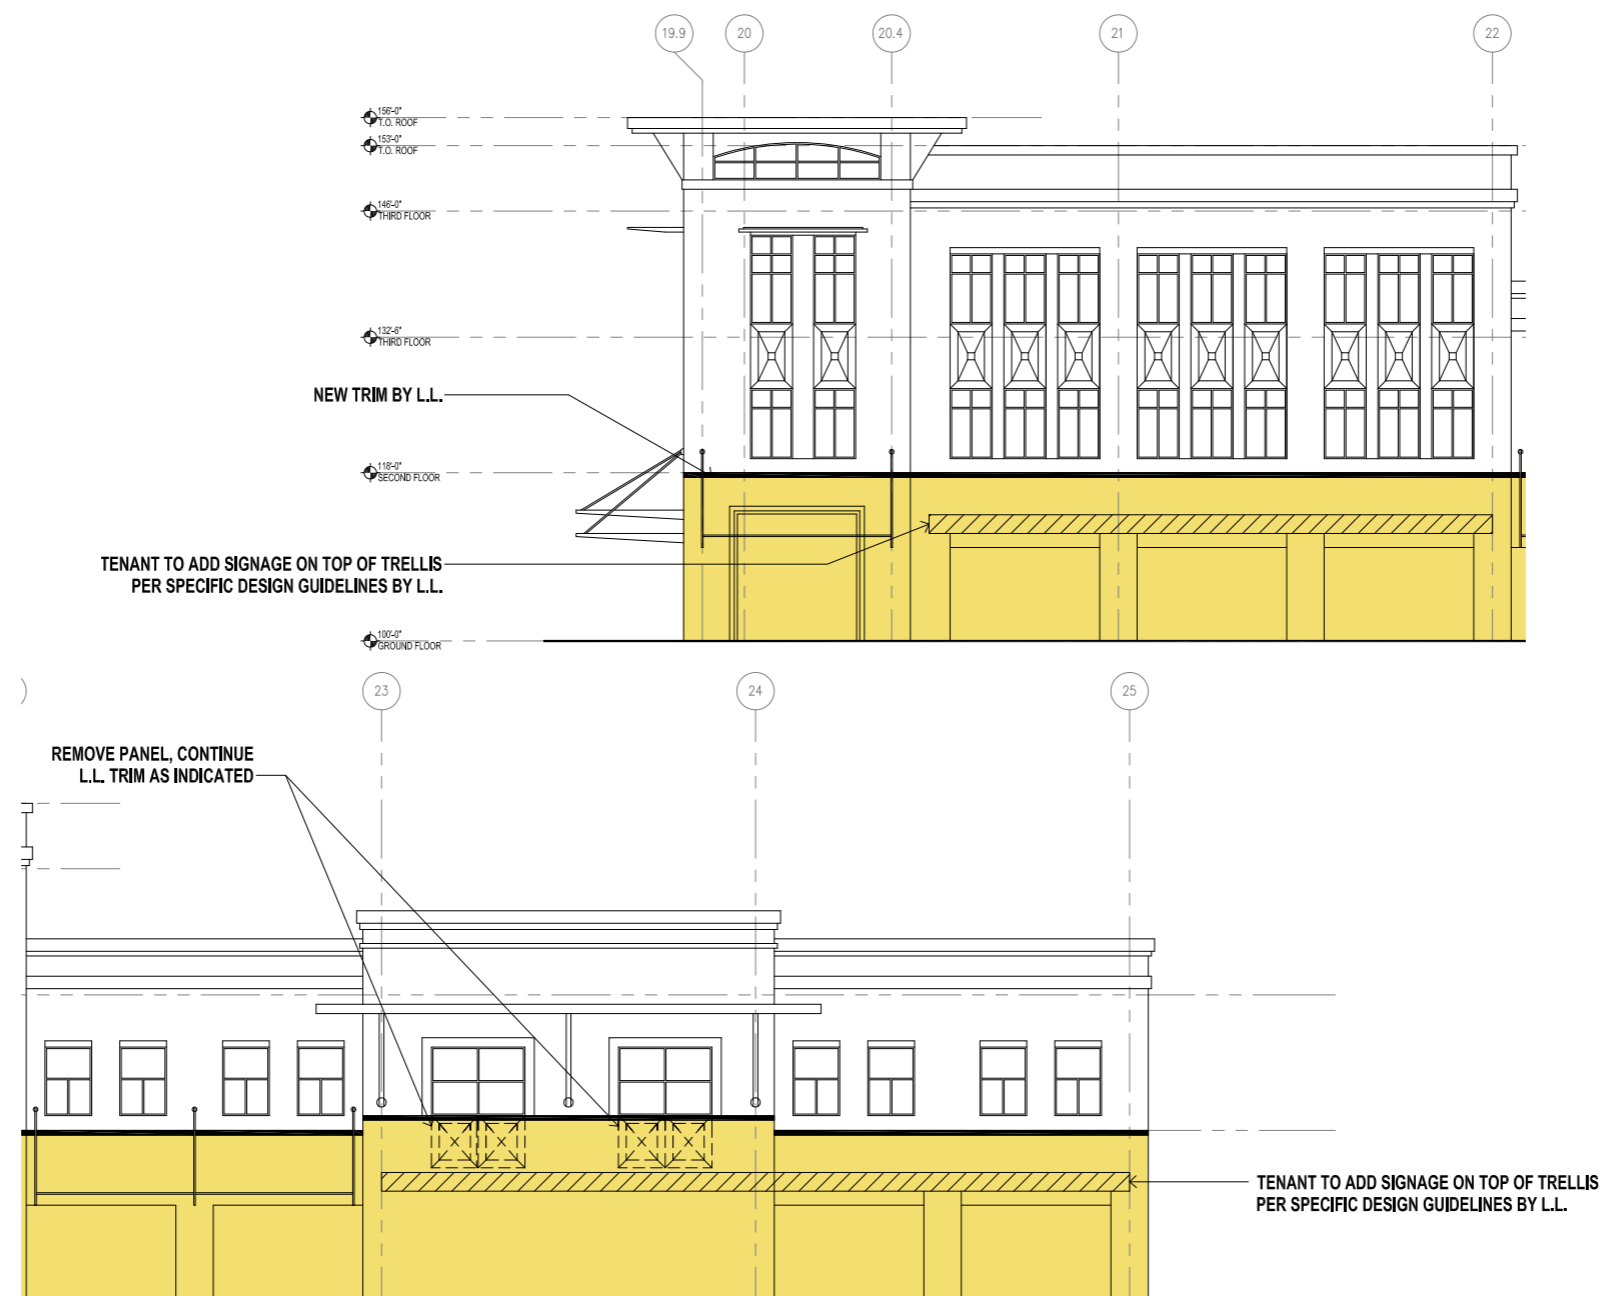 19.9
20
20.4
21
22
156'-0"
T.O. ROOF
153'-0"
T.O. ROOF
146'-0"
THIRD FLOOR
132'-6"
THIRD FLOOR
NEW TRIM BY L.L.
118'-0"
SECOND FLOOR
TENANT TO ADD SIGNAGE ON TOP OF TRELLIS
PER SPECIFIC DESIGN GUIDELINES BY L.L.
100'-0"
GROUND FLOOR
23
24
25
REMOVE PANEL, CONTINUE
L.L. TRIM AS INDICATED
TENANT TO ADD SIGNAGE ON TOP OF TRELLIS
PER SPECIFIC DESIGN GUIDELINES BY L.L.